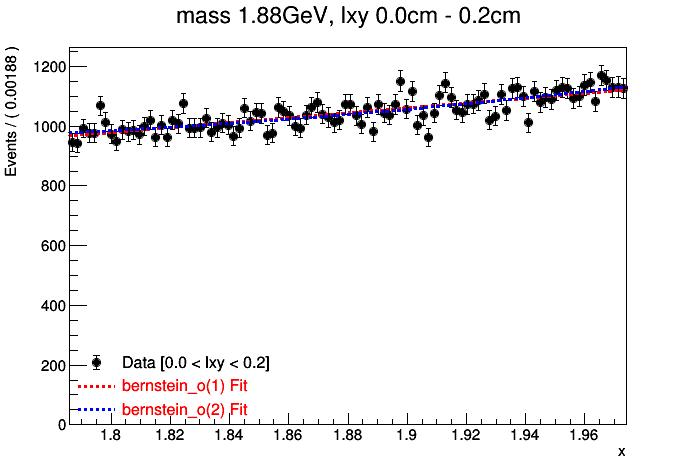 mass 1.88GeV, lxy 0.0cm - 0.2cm
Events / ( 0.00188 )
1200
1000
800
600
400
200
0
Data [0.0 < lxy < 0.2]
bernstein_o(1) Fit
bernstein_o(2) Fit
1.8 1.82 1.84 1.86 1.88 1.9 1.92 1.94 1.96
x